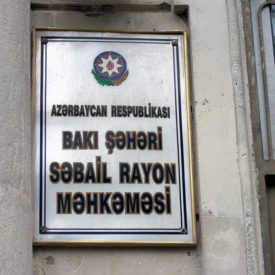 AZƏRBAYCAN RESPUBLİKASI
BAKI ŞƏHƏRİ
SƏBAİL RAYON
MƏHKƏMƏSİ